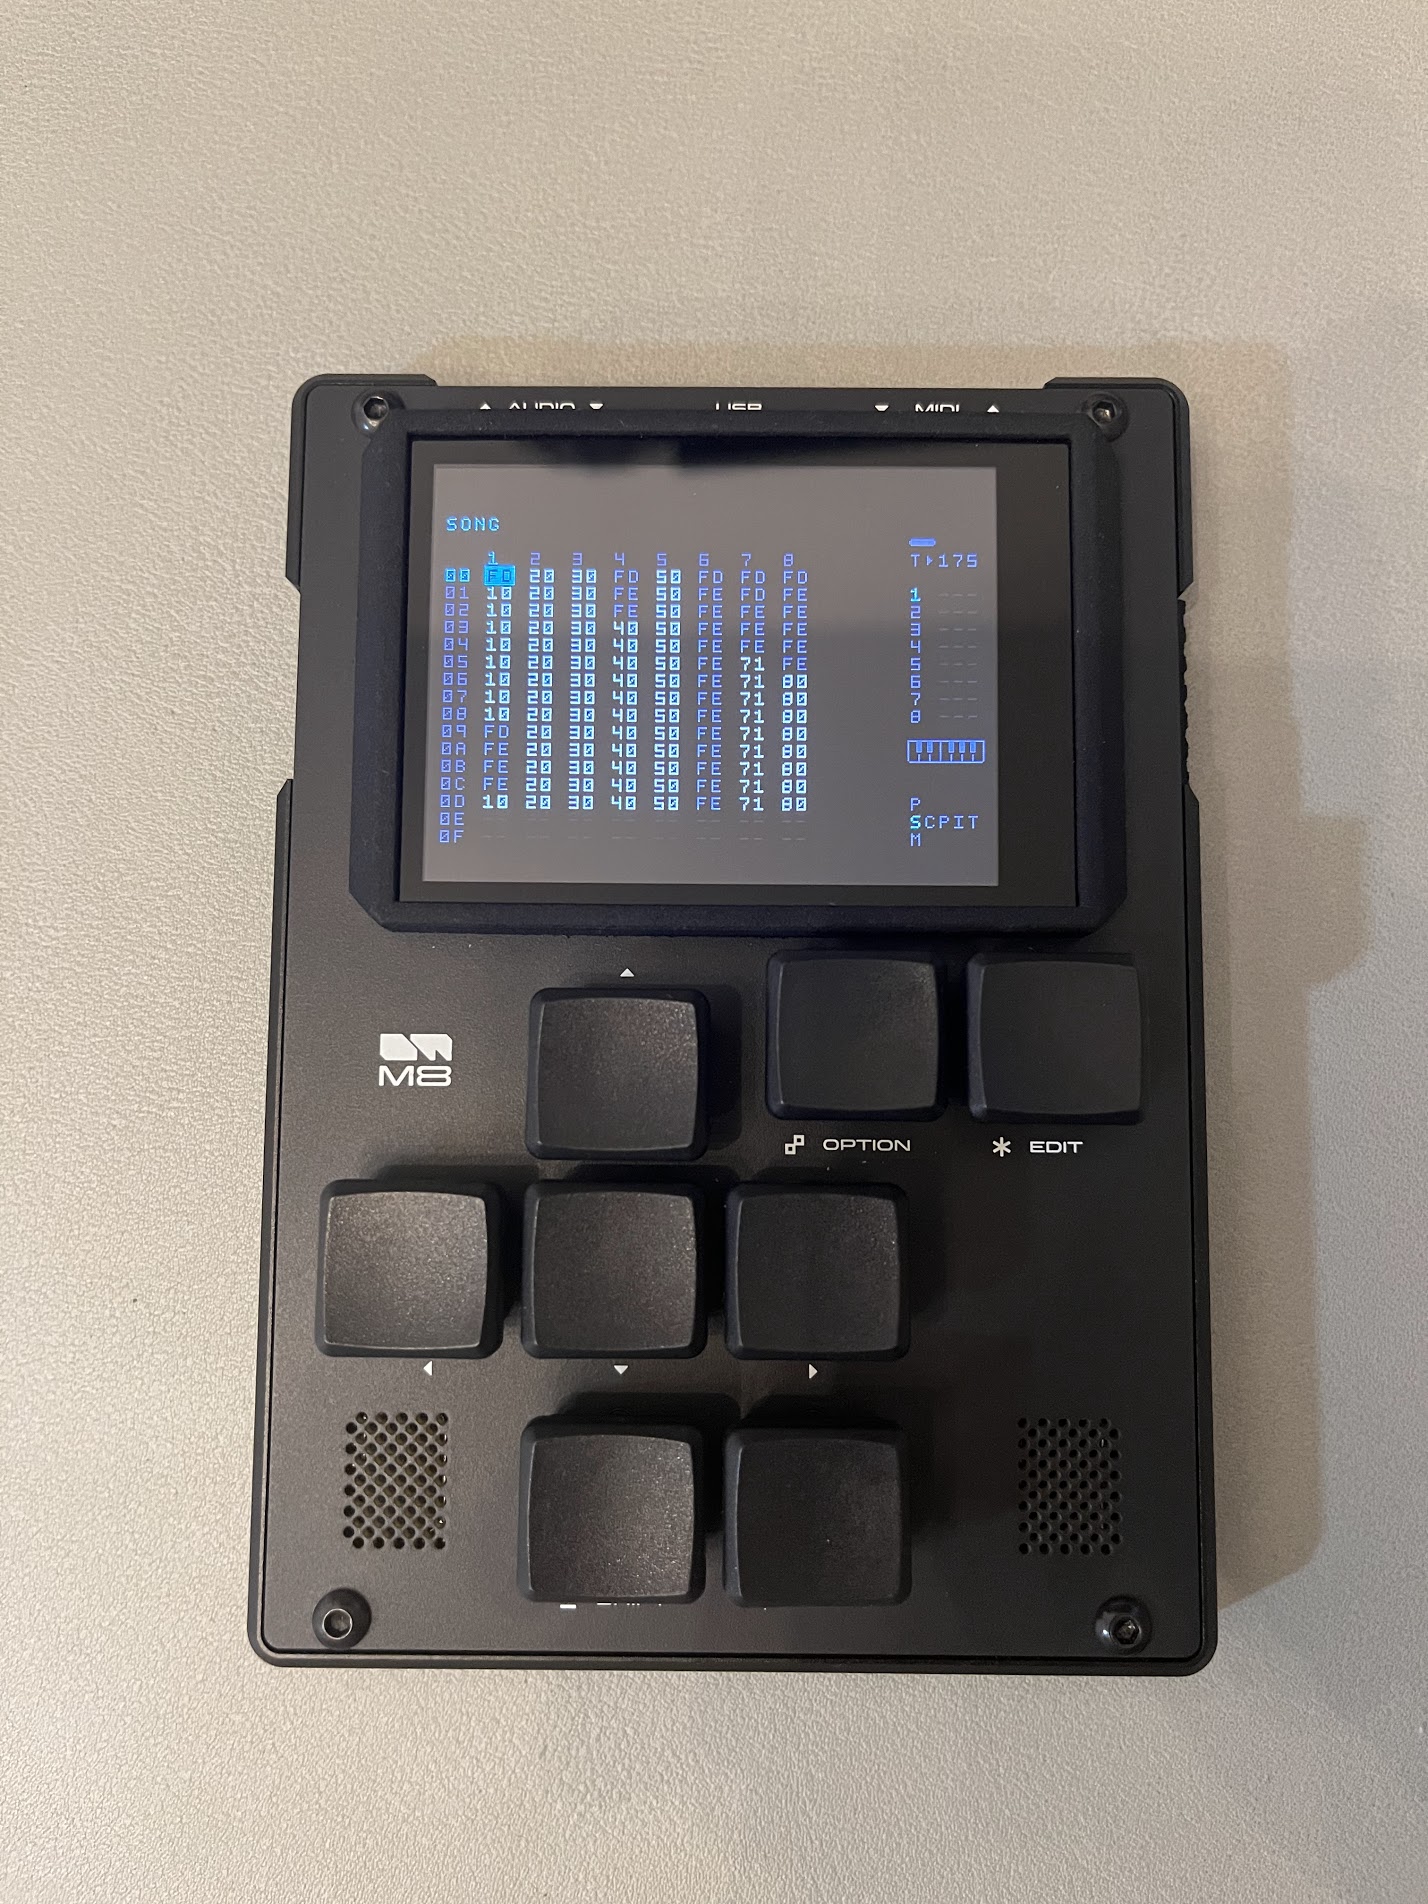 AUDIO USB MIDI
SONG
T▸175
1 2 3 4 5 6 7 8
00 FD 20 30 FD 50 FD FD FD
01 10 20 30 FE 50 FE FD FE
02 10 20 30 FE 50 FE FE FE
03 10 20 30 40 50 FE FE FE
04 10 20 30 40 50 FE FE FE
05 10 20 30 40 50 FE 71 FE
06 10 20 30 40 50 FE 71 80
07 10 20 30 40 50 FE 71 80
08 10 20 30 40 50 FE 71 80
09 FD 20 30 40 50 FE 71 80
0A FE 20 30 40 50 FE 71 80
0B FE 20 30 40 50 FE 71 80
0C FE 20 30 40 50 FE 71 80
0D 10 20 30 40 50 FE 71 80
0E -- -- -- -- -- -- -- --
0F -- -- -- -- -- -- -- --
1 ---
2 ---
3 ---
4 ---
5 ---
6 ---
7 ---
8 ---
P
SCPIT
M
M8
OPTION
EDIT